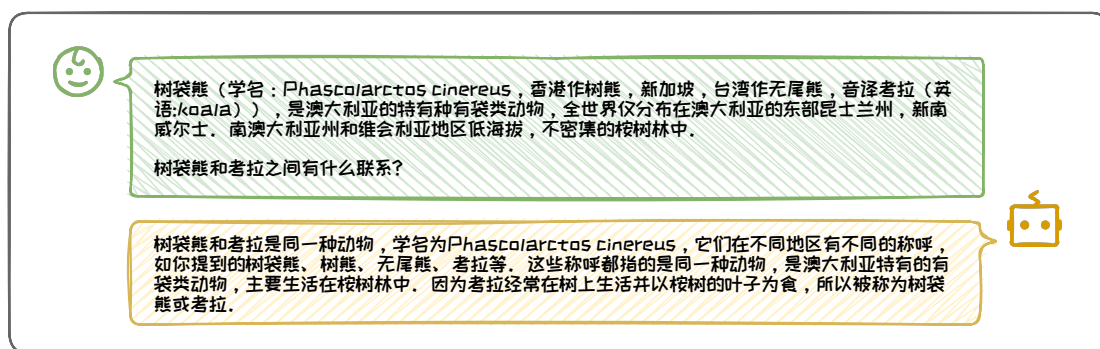 树袋熊（学名：Phascolarctos cinereus，香港作树熊，新加坡，台湾作无尾熊，音译考拉（英
语:koala）），是澳大利亚的特有种有袋类动物，全世界仅分布在澳大利亚的东部昆士兰州，新南
威尔士．南澳大利亚州和维会利亚地区低海拔，不密集的桉树林中．
树袋熊和考拉之间有什么联系?
树袋熊和考拉是同一种动物，学名为Phascolarctos cinereus，它们在不同地区有不同的称呼，
如你提到的树袋熊、树熊、无尾熊、考拉等．这些称呼都指的是同一种动物，是澳大利亚特有的有
袋类动物，主要生活在桉树林中．因为考拉经常在树上生活并以桉树的叶子为食，所以被称为树袋
熊或考拉．